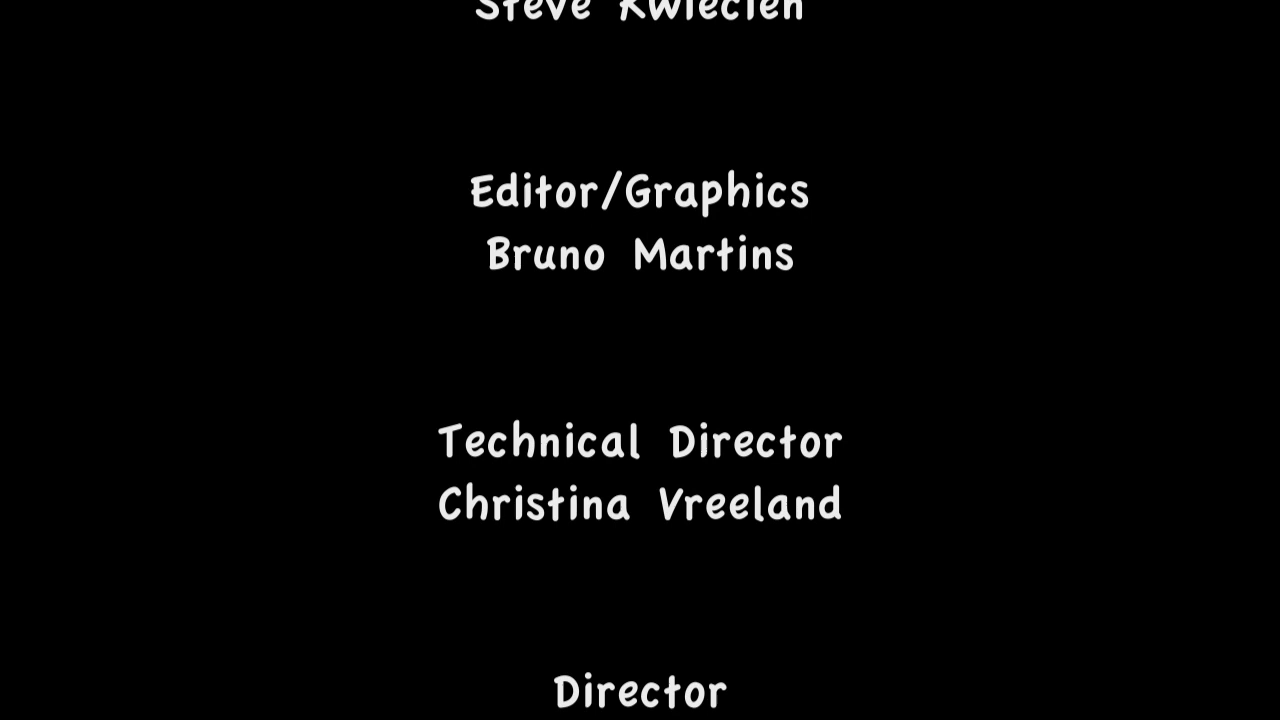 Steve Kwiecien
Editor/Graphics
Bruno Martins
Technical Director
Christina Vreeland
Director